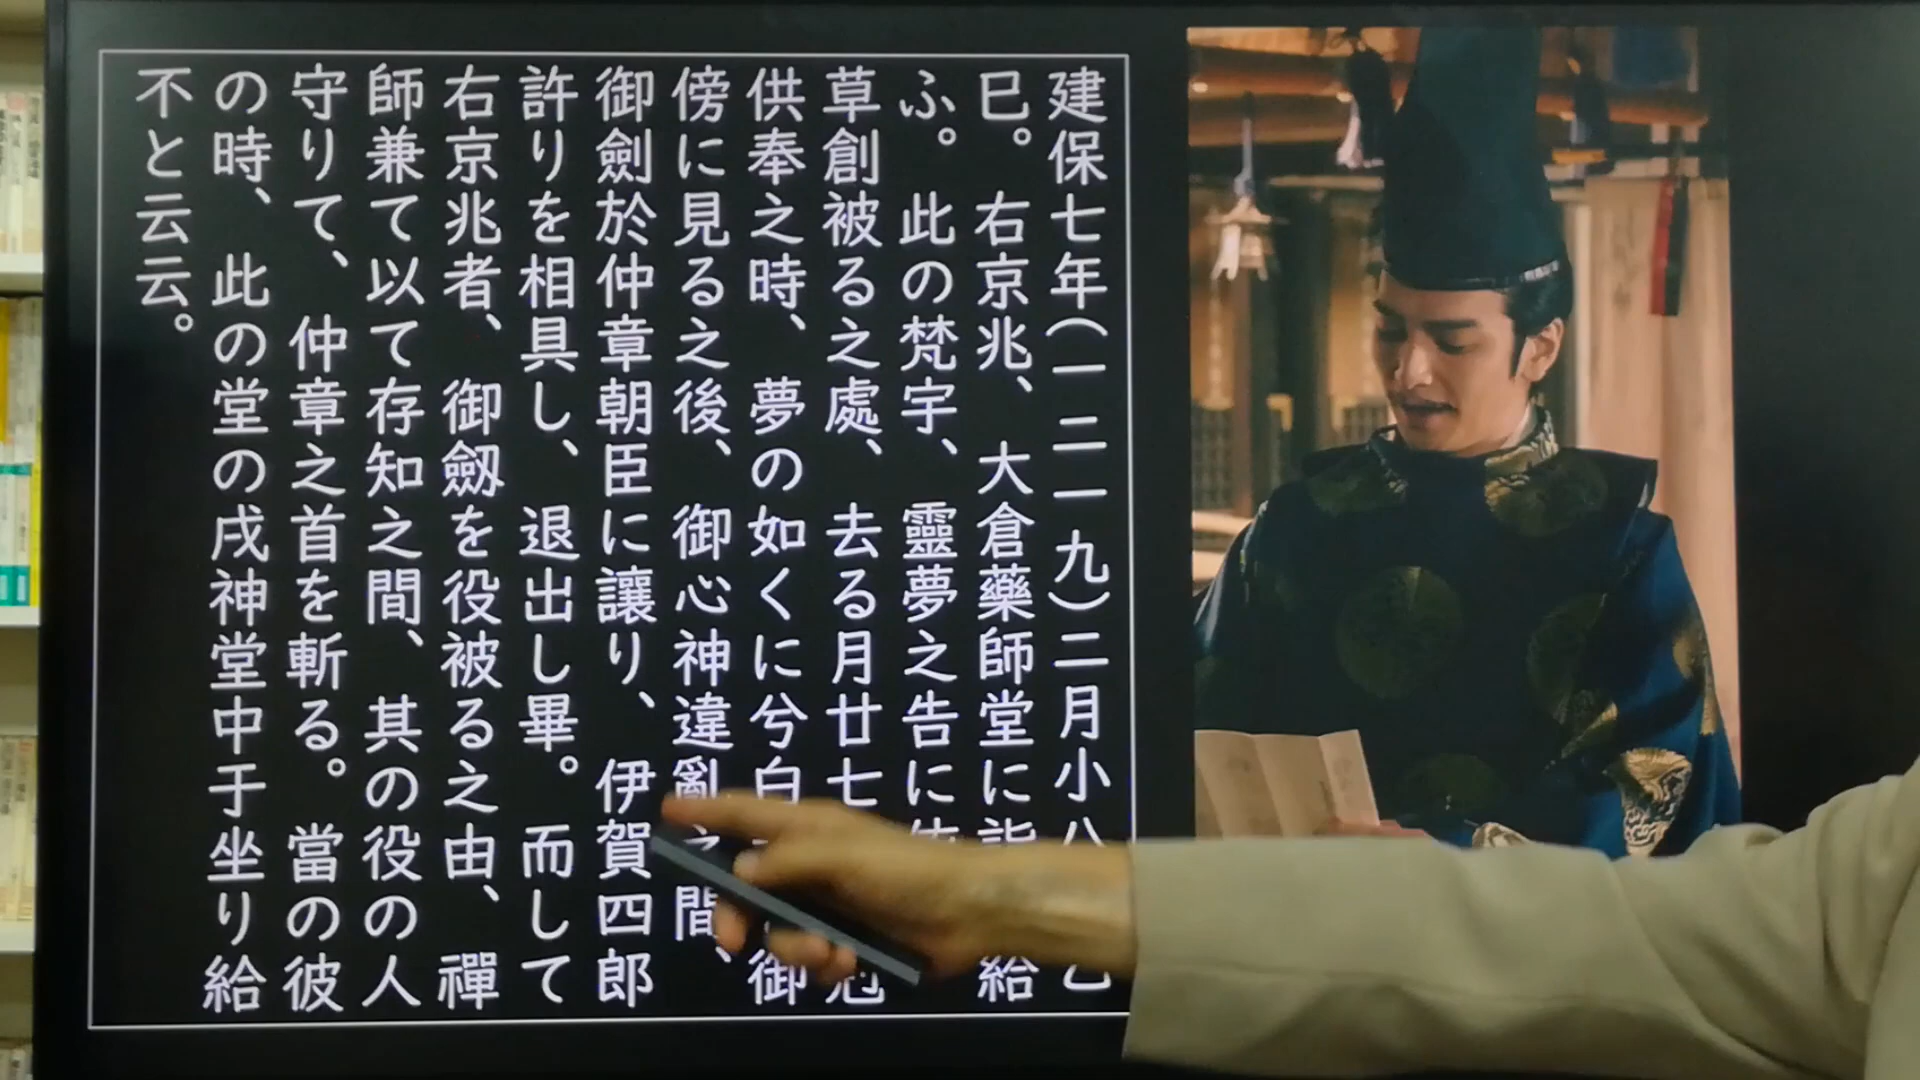 建保七年(一二一九)二月小八
巳。 右京兆、 大倉藥師堂に詣 給
ふ。 此の梵宇、 靈夢之告に
草創被る之處、 去る月廿七
供奉之時、 夢の如くに兮白 御
傍に見る之後、 御心神違亂之間、
御劍於仲章朝臣に讓り、 伊賀四郎
許りを相具し、 退出し畢。 而して
右京兆者、 御劔を役被る之由、 禪
師兼て以て存知之間、 其の役の人
守りて、 仲章之首を斬る。 當の彼
の時、 此の堂の戌神堂中于坐り給
不と云云。